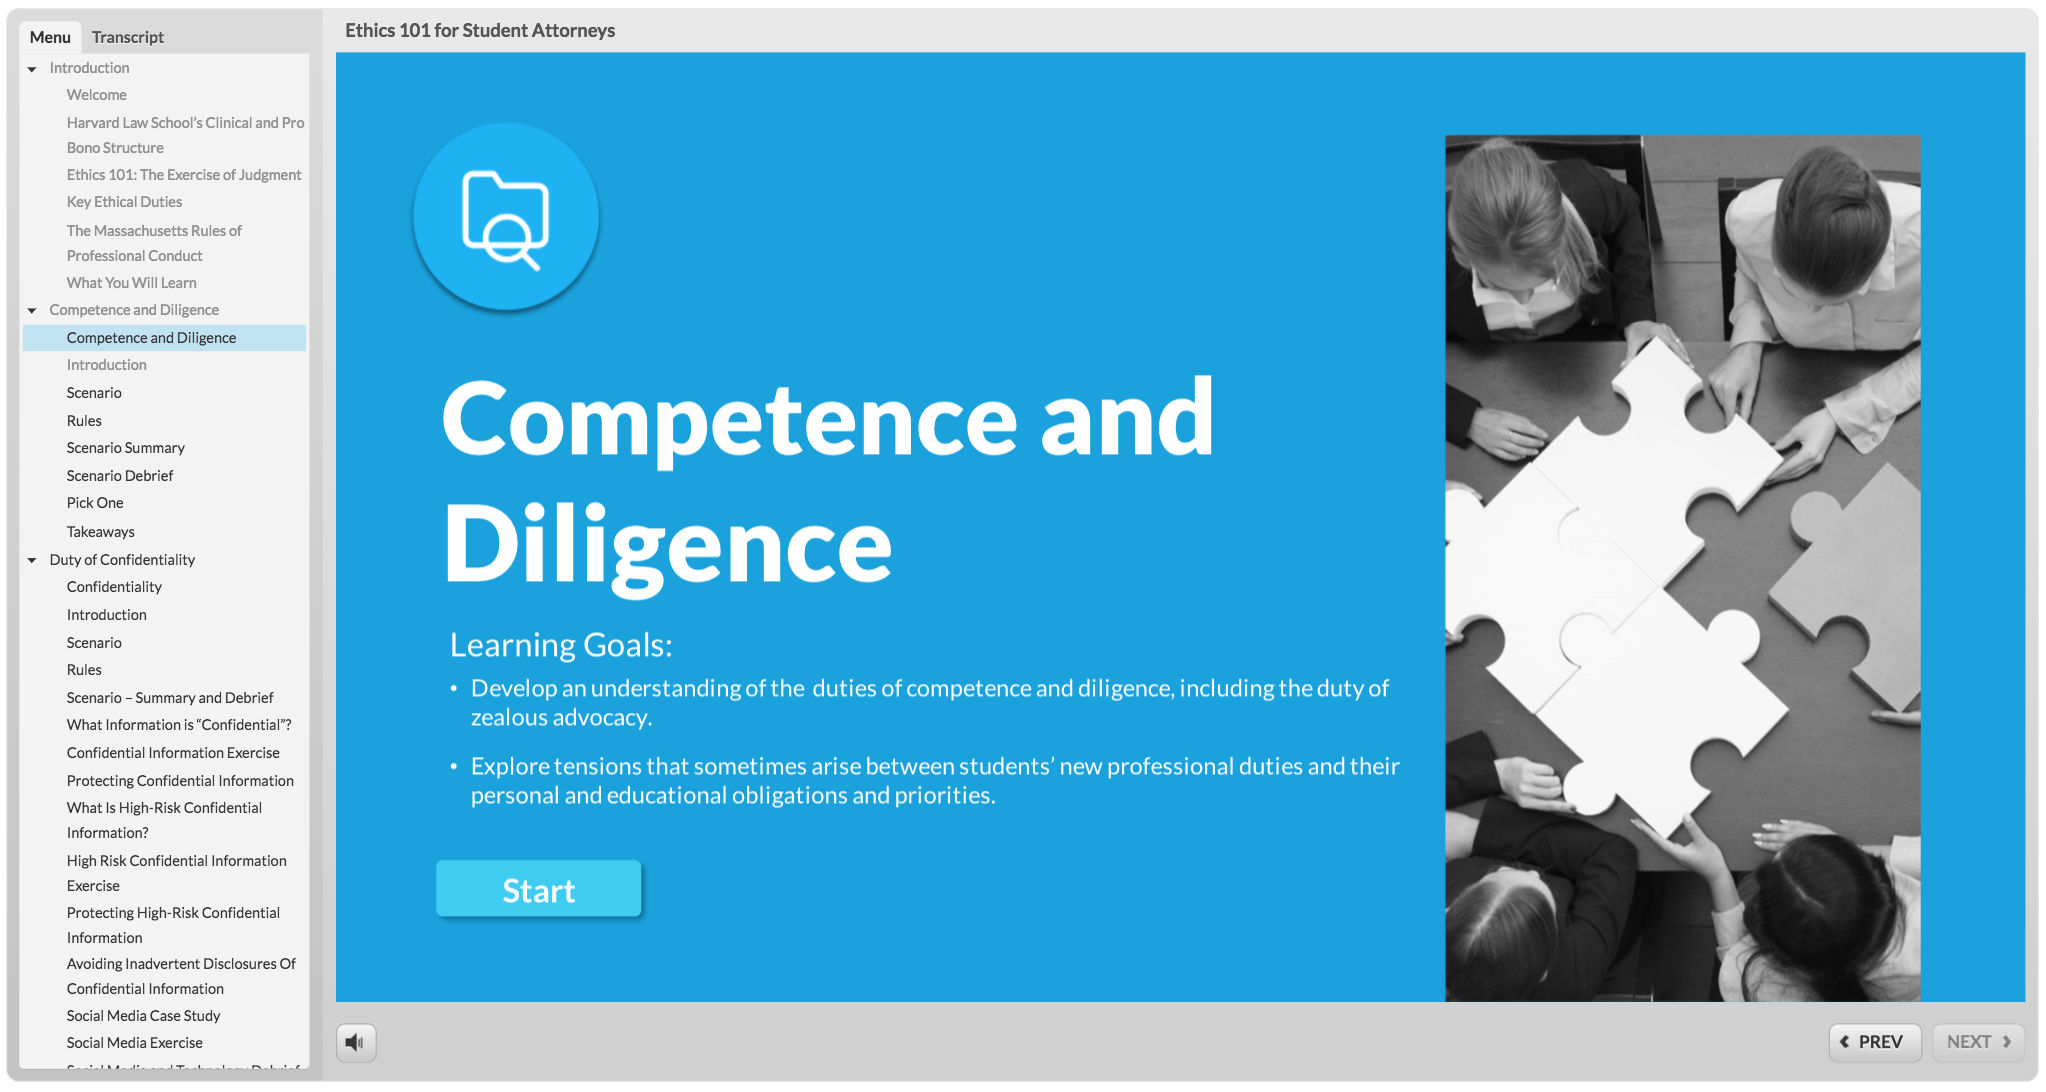 Menu
Transcript
Introduction
Welcome
Harvard Law School's Clinical and Pro
Bono Structure
Ethics 101: The Exercise of Judgment
Key Ethical Duties
The Massachusetts Rules of
Professional Conduct
What You Will Learn
Competence and Diligence
Competence and Diligence
Introduction
Scenario
Rules
Scenario Summary
Scenario Debrief
Pick One
Takeaways
Duty of Confidentiality
Confidentiality
Introduction
Scenario
Rules
Scenario – Summary and Debrief
What Information is “Confidential”?
Confidential Information Exercise
Protecting Confidential Information
What Is High-Risk Confidential
Information?
High Risk Confidential Information
Exercise
Protecting High-Risk Confidential
Information
Avoiding Inadvertent Disclosures Of
Confidential Information
Social Media Case Study
Social Media Exercise
Social Media and Technology Debrief
Ethics 101 for Student Attorneys
Competence and
Diligence
Learning Goals:
• Develop an understanding of the duties of competence and diligence, including the duty of
zealous advocacy.
• Explore tensions that sometimes arise between students’ new professional duties and their
personal and educational obligations and priorities.
Start
PREV
NEXT